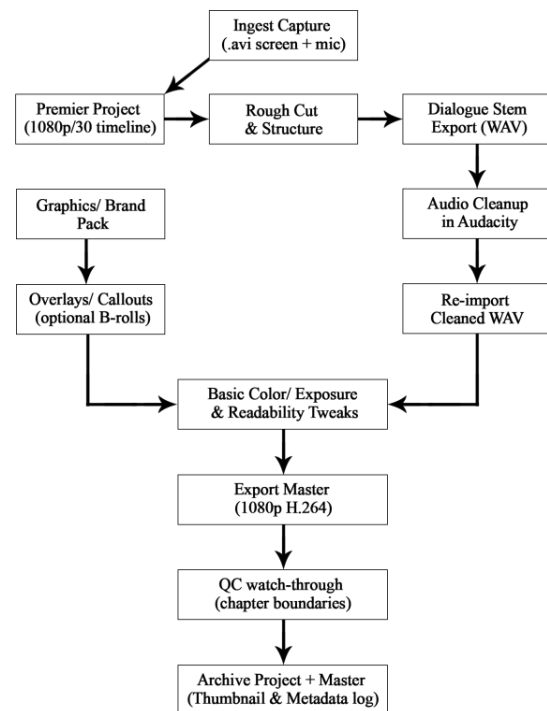 Ingest Capture
(.avi screen + mic)
Premier Project
(1080p/30 timeline)
Rough Cut
& Structure
Dialogue Stem
Export (WAV)
Graphics/ Brand
Pack
Audio Cleanup
in Audacity
Overlays/ Callouts
(optional B-rolls)
Re-import
Cleaned WAV
Basic Color/ Exposure
& Readability Tweaks
Export Master
(1080p H.264)
QC watch-through
(chapter boundaries)
Archive Project + Master
(Thumbnail & Metadata log)